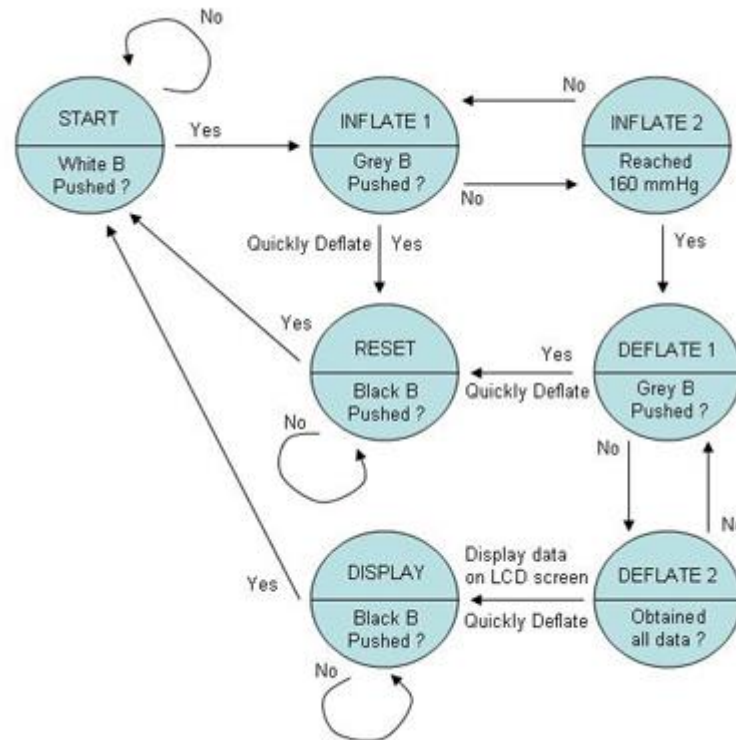 No
START
White B
Pushed ?
Yes
INFLATE 1
Grey B
Pushed ?
No
No
INFLATE 2
Reached
160 mmHg
Quickly Deflate
Yes
Yes
RESET
Black B
Pushed ?
Yes
No
Yes
Quickly Deflate
DEFLATE 1
Grey B
Pushed ?
No
No
DISPLAY
Black B
Pushed ?
Yes
No
Display data
on LCD screen
Quickly Deflate
DEFLATE 2
Obtained
all data ?